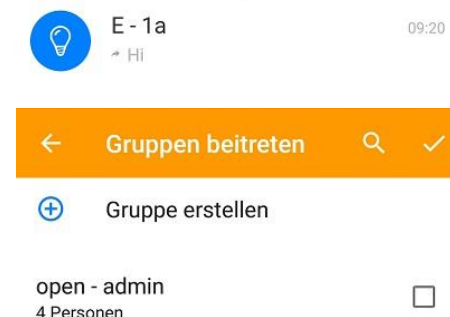 E - 1a
09:20
Hi
Gruppen beitreten
Gruppe erstellen
open - admin
4 Personen